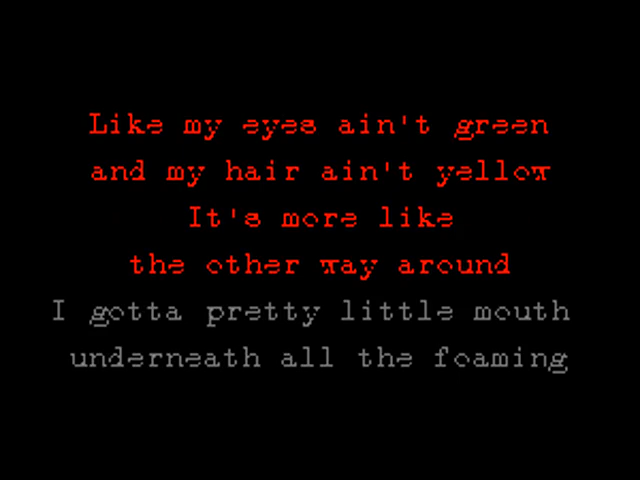 Like my eyes ain't green
and my hair ain't yellow
It's more like
the other way around
I gotta pretty little mouth
underneath all the foaming